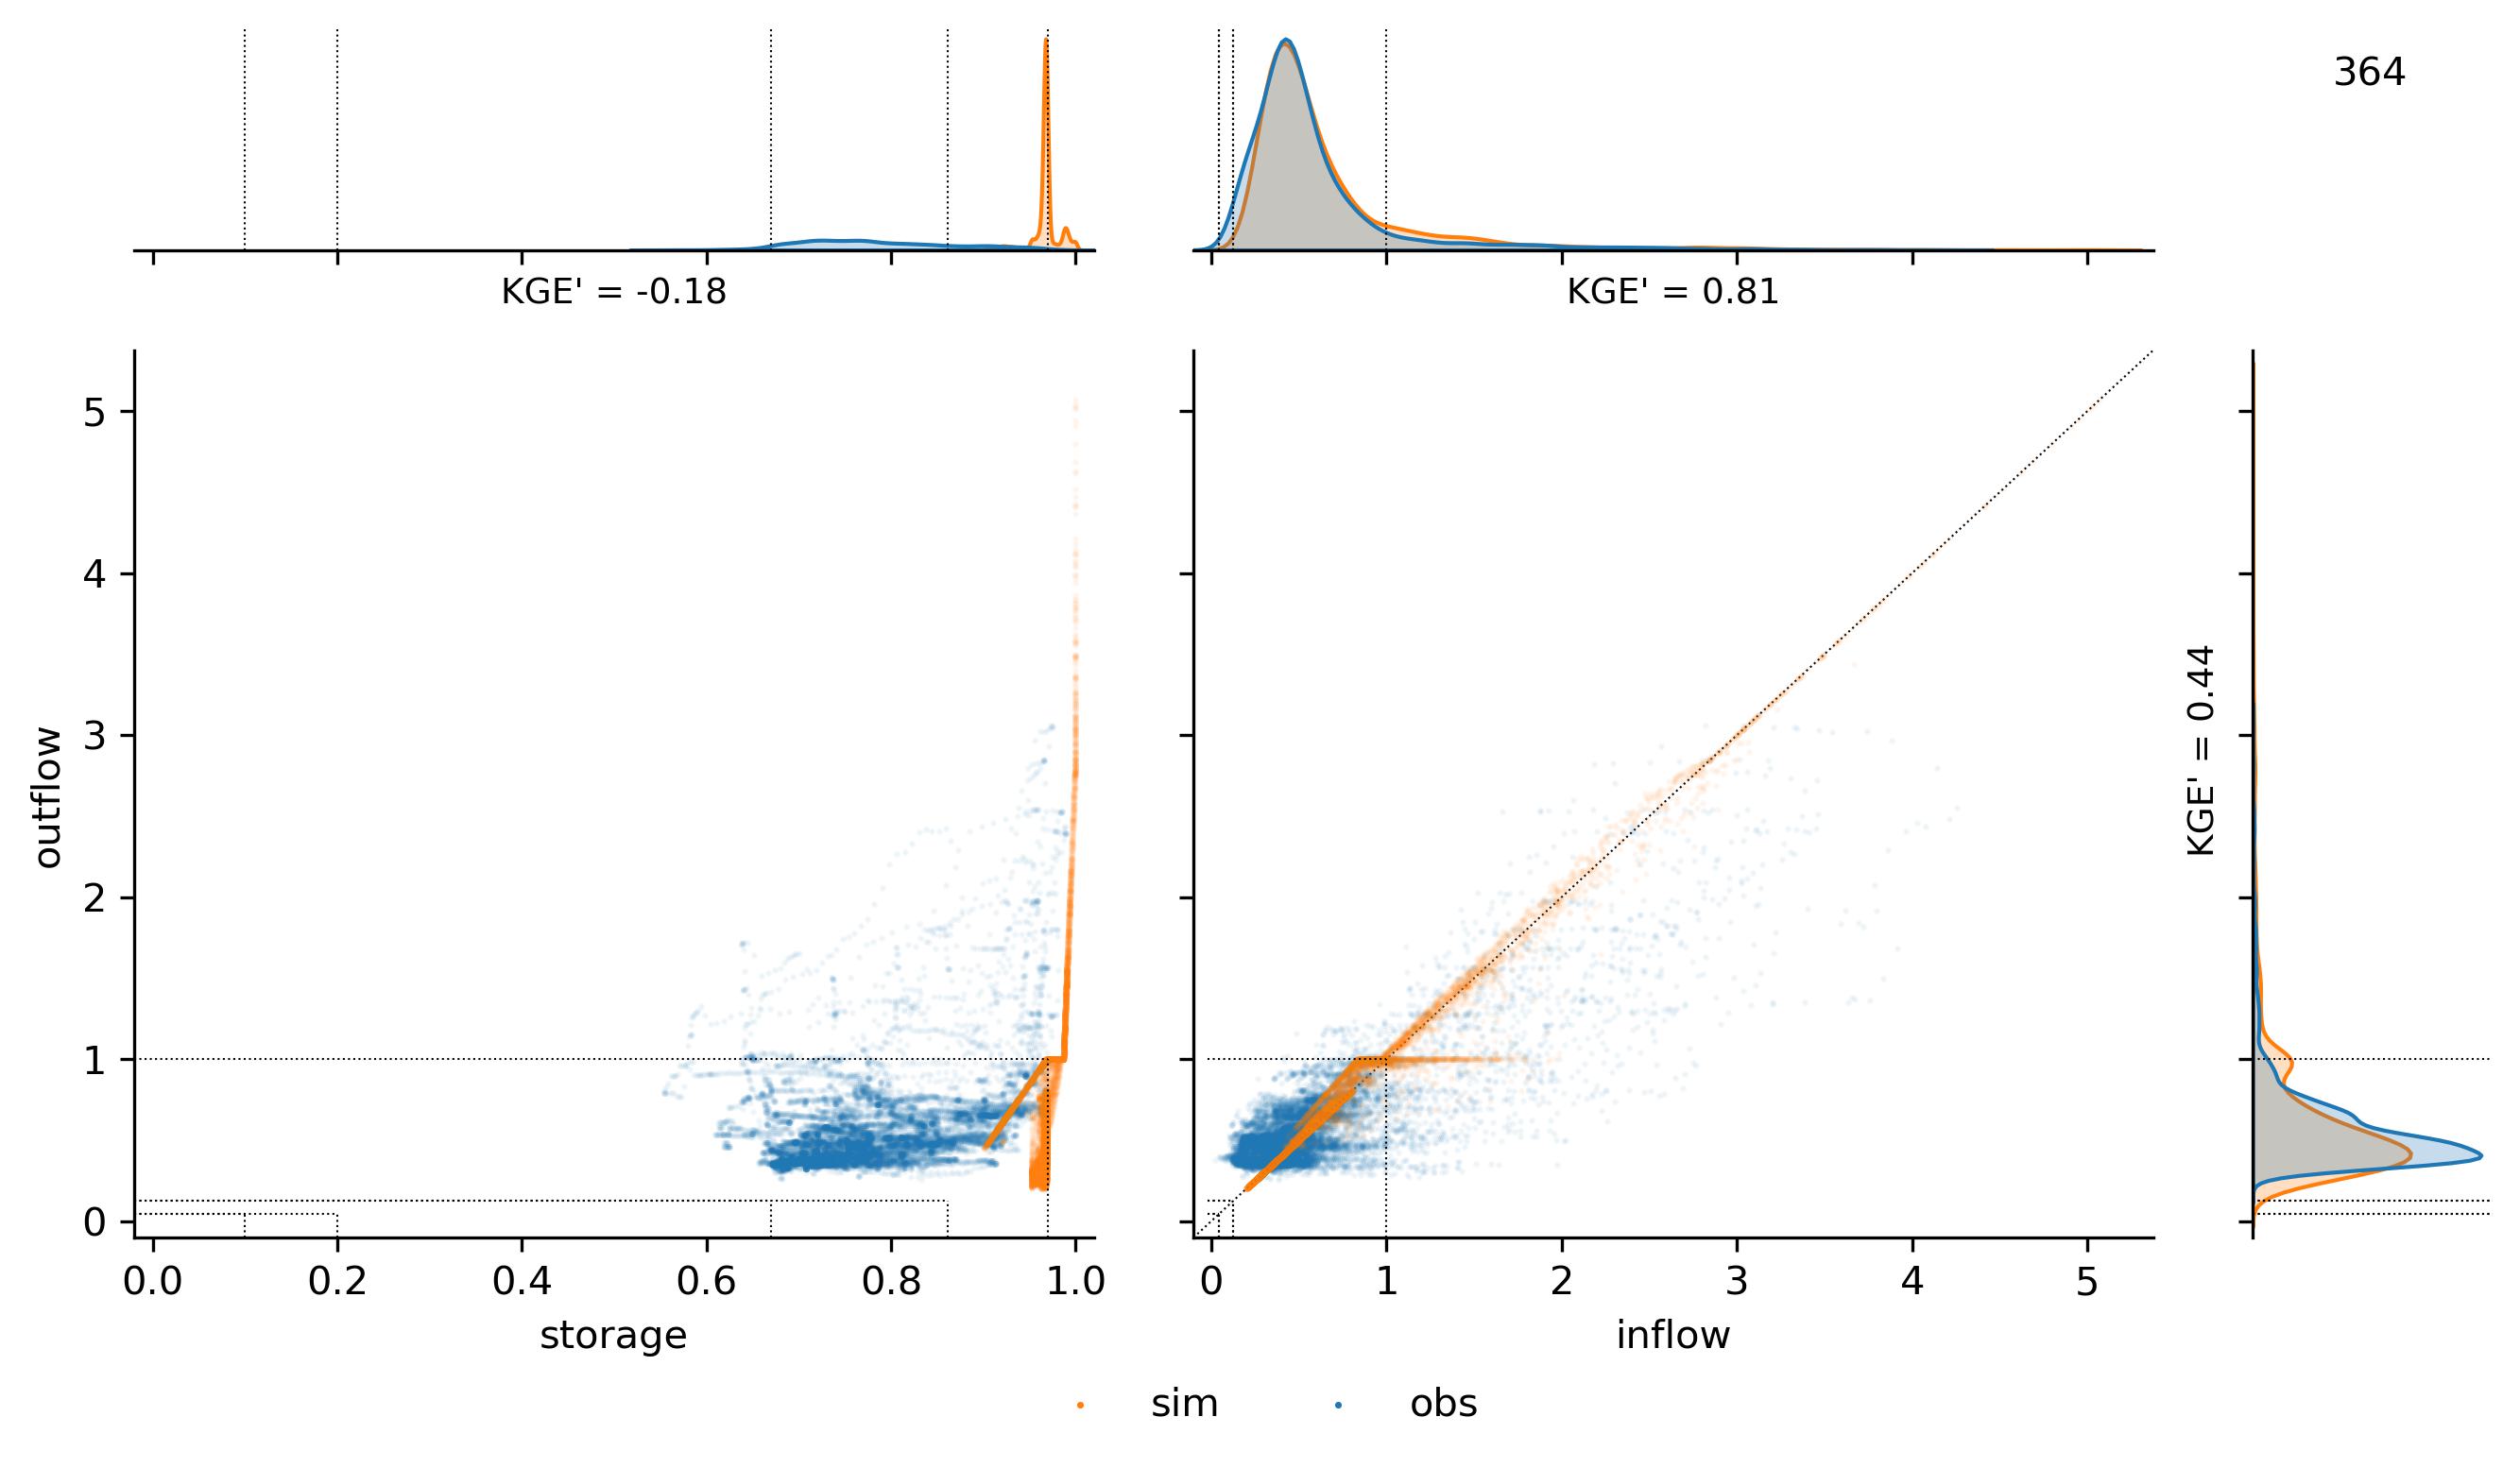 364
KGE' = -0.18
KGE' = 0.81
5
4
3
2
1
0
outflow
KGE' = 0.44
0.0 0.2 0.4 0.6 0.8 1.0
0 1 2 3 4 5
storage
inflow
sim obs